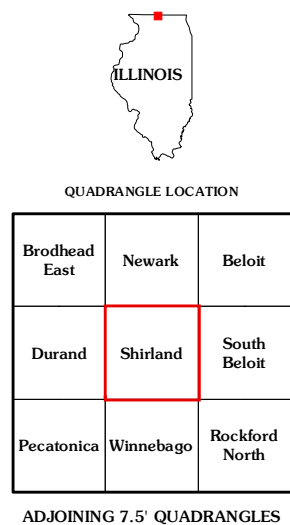 ILLINOIS
QUADRANGLE LOCATION
Brodhead
East
Newark
Beloit
Durand
Shirland
South
Beloit
Pecatonica
Winnebago
Rockford
North
ADJOINING 7.5' QUADRANGLES